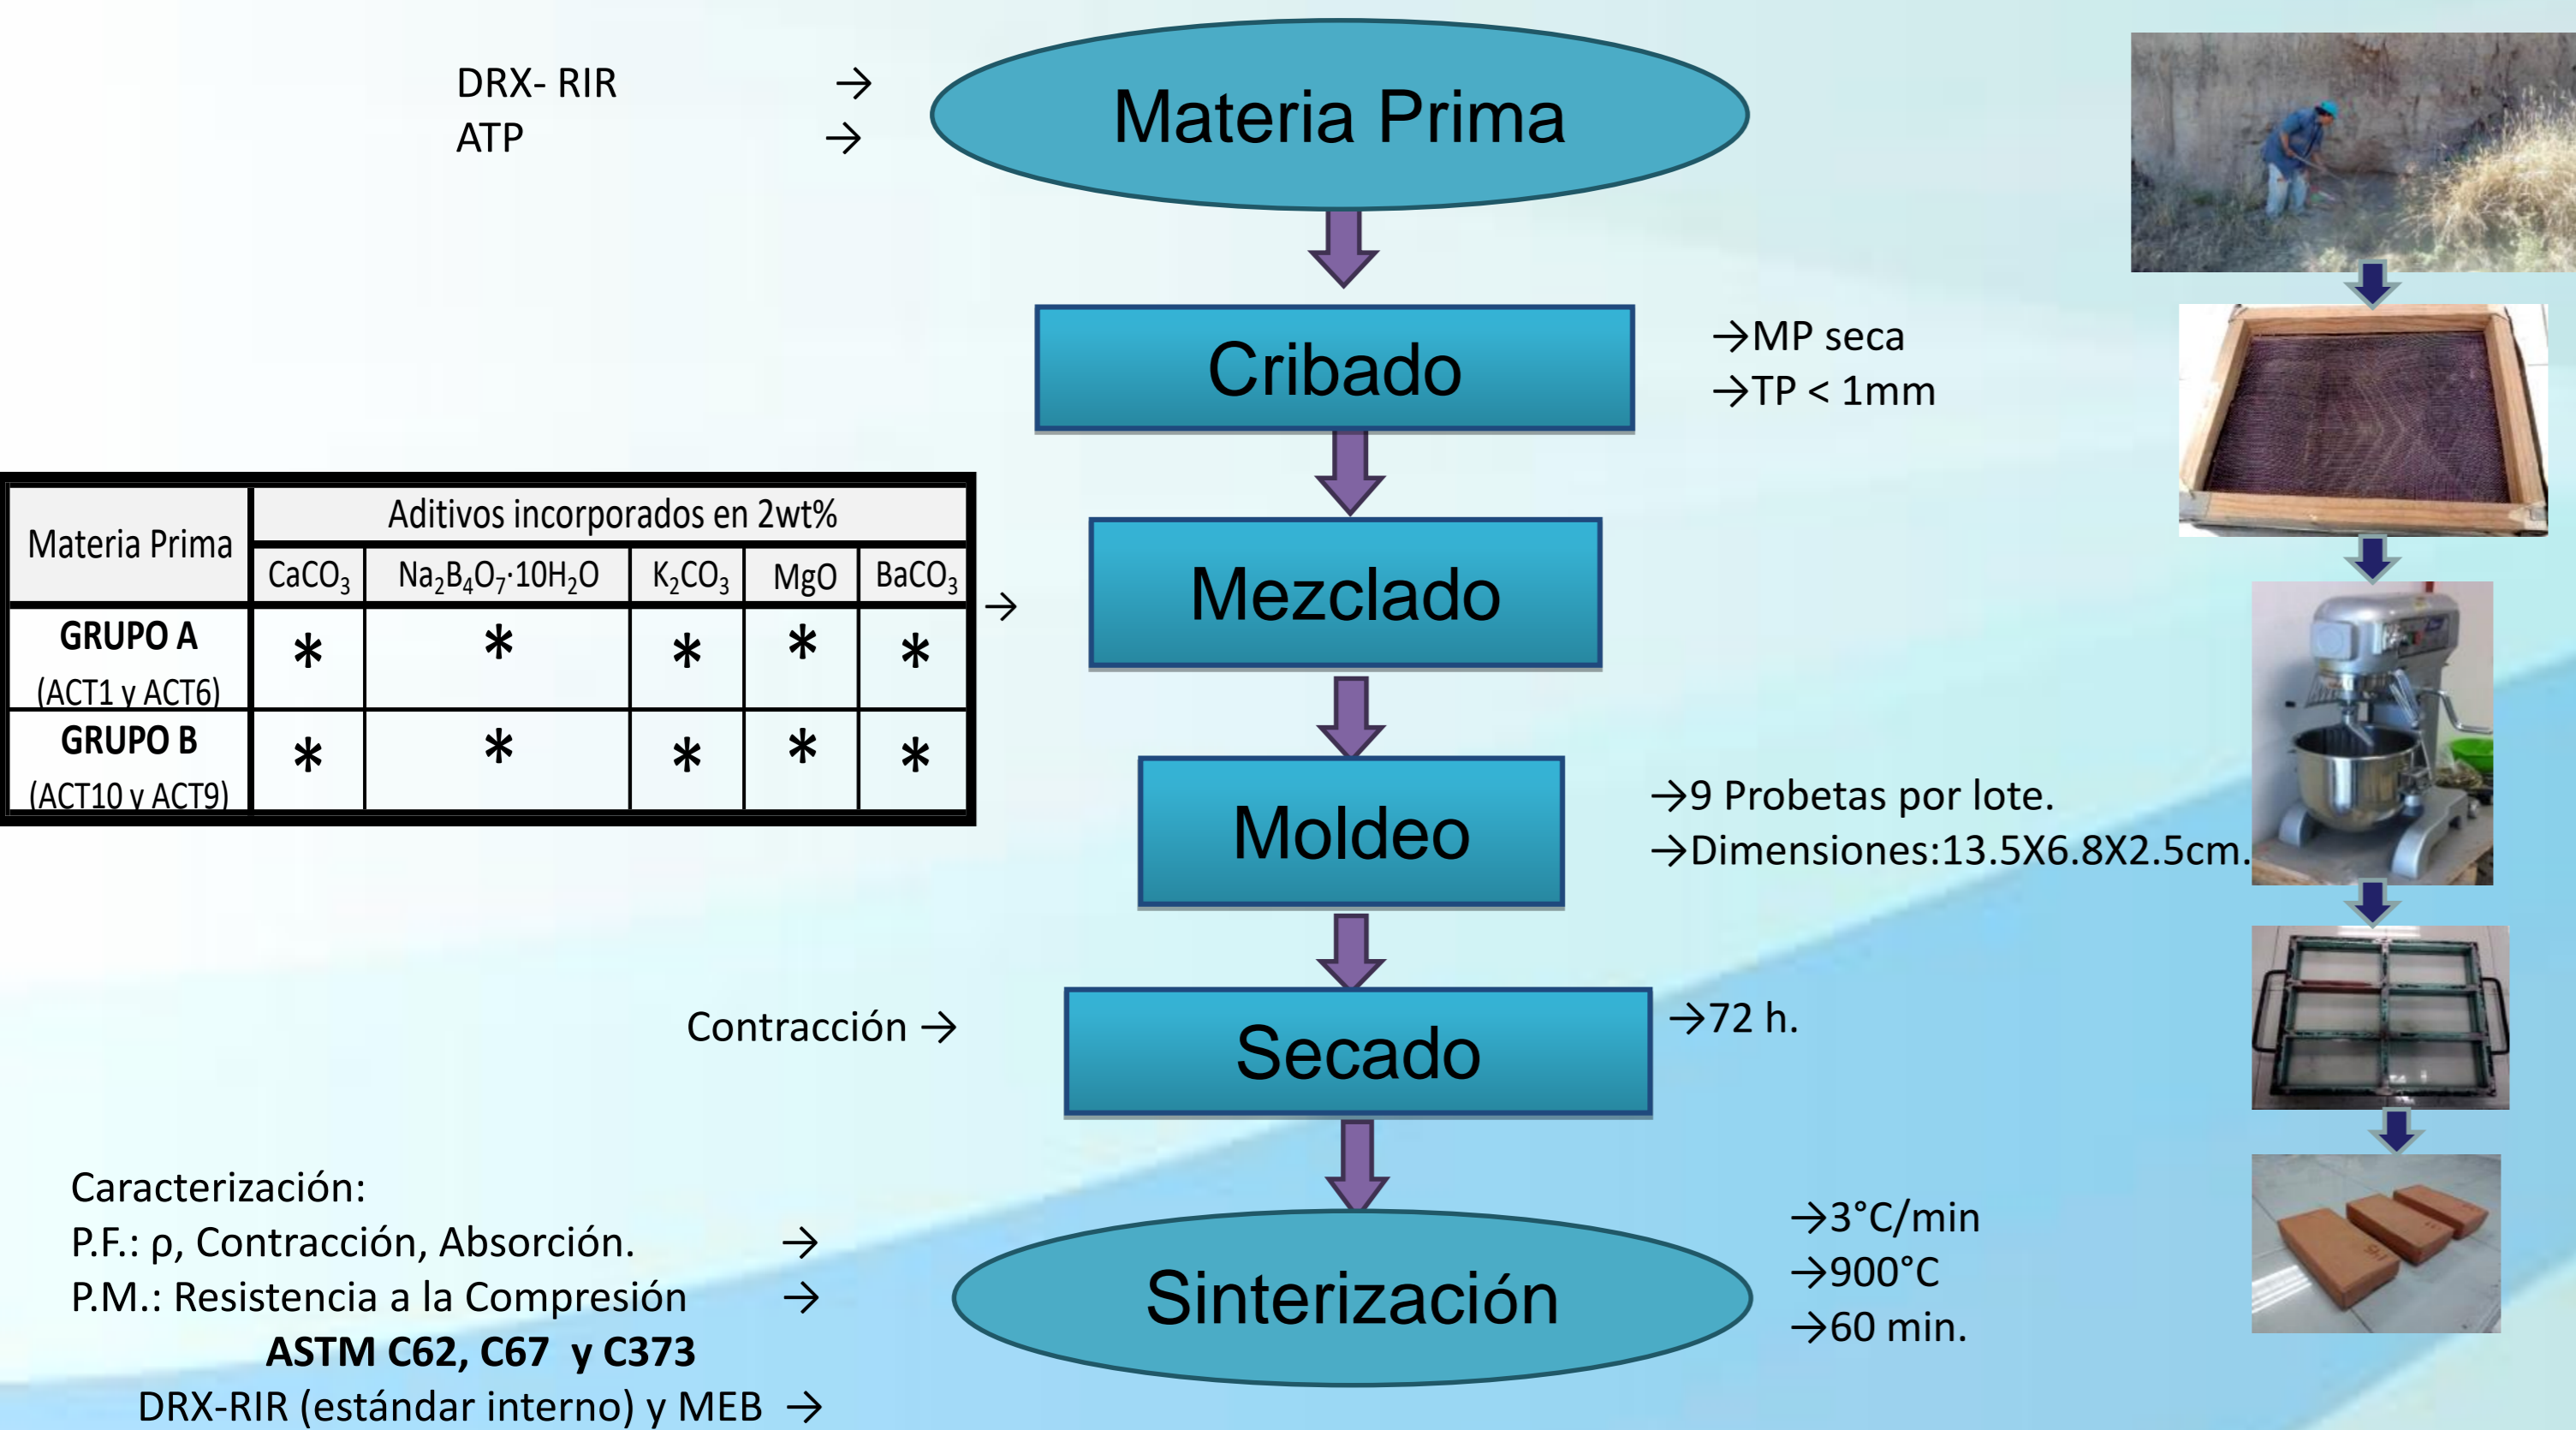 DRX- RIR →
ATP →
Materia Prima
Cribado
→MP seca
→TP < 1mm
Materia Prima
Aditivos incorporados en 2wt%
CaCO₃ Na₂B₄O₇·10H₂O K₂CO₃ MgO BaCO₃
GRUPO A * * * * *
(ACT1 y ACT6)
GRUPO B * * * * *
(ACT10 y ACT9)
→
Mezclado
Moldeo
→9 Probetas por lote.
→Dimensiones:13.5X6.8X2.5cm.
Contracción →
Secado
→72 h.
Caracterización:
P.F.: ρ, Contracción, Absorción. →
P.M.: Resistencia a la Compresión →
ASTM C62, C67 y C373
DRX-RIR (estándar interno) y MEB →
Sinterización
→3°C/min
→900°C
→60 min.